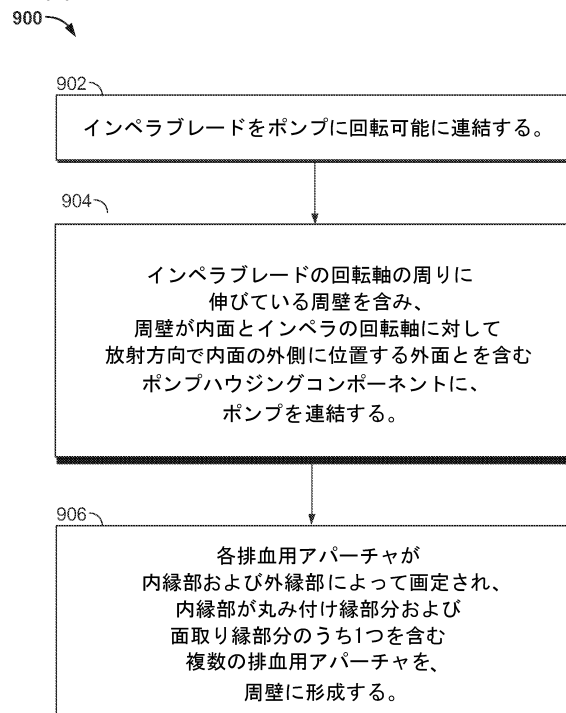 900
902
インペラブレードをポンプに回転可能に連結する。
904
インペラブレードの回転軸の周りに
伸びている周壁を含み、
周壁が内面とインペラの回転軸に対して
放射方向で内面の外側に位置する外面とを含む
ポンプハウジングコンポーネントに、
ポンプを連結する。
906
各排血用アパーチャが
内縁部および外縁部によって画定され、
内縁部が丸み付け縁部分および
面取り縁部分のうち1つを含む
複数の排血用アパーチャを、
周壁に形成する。